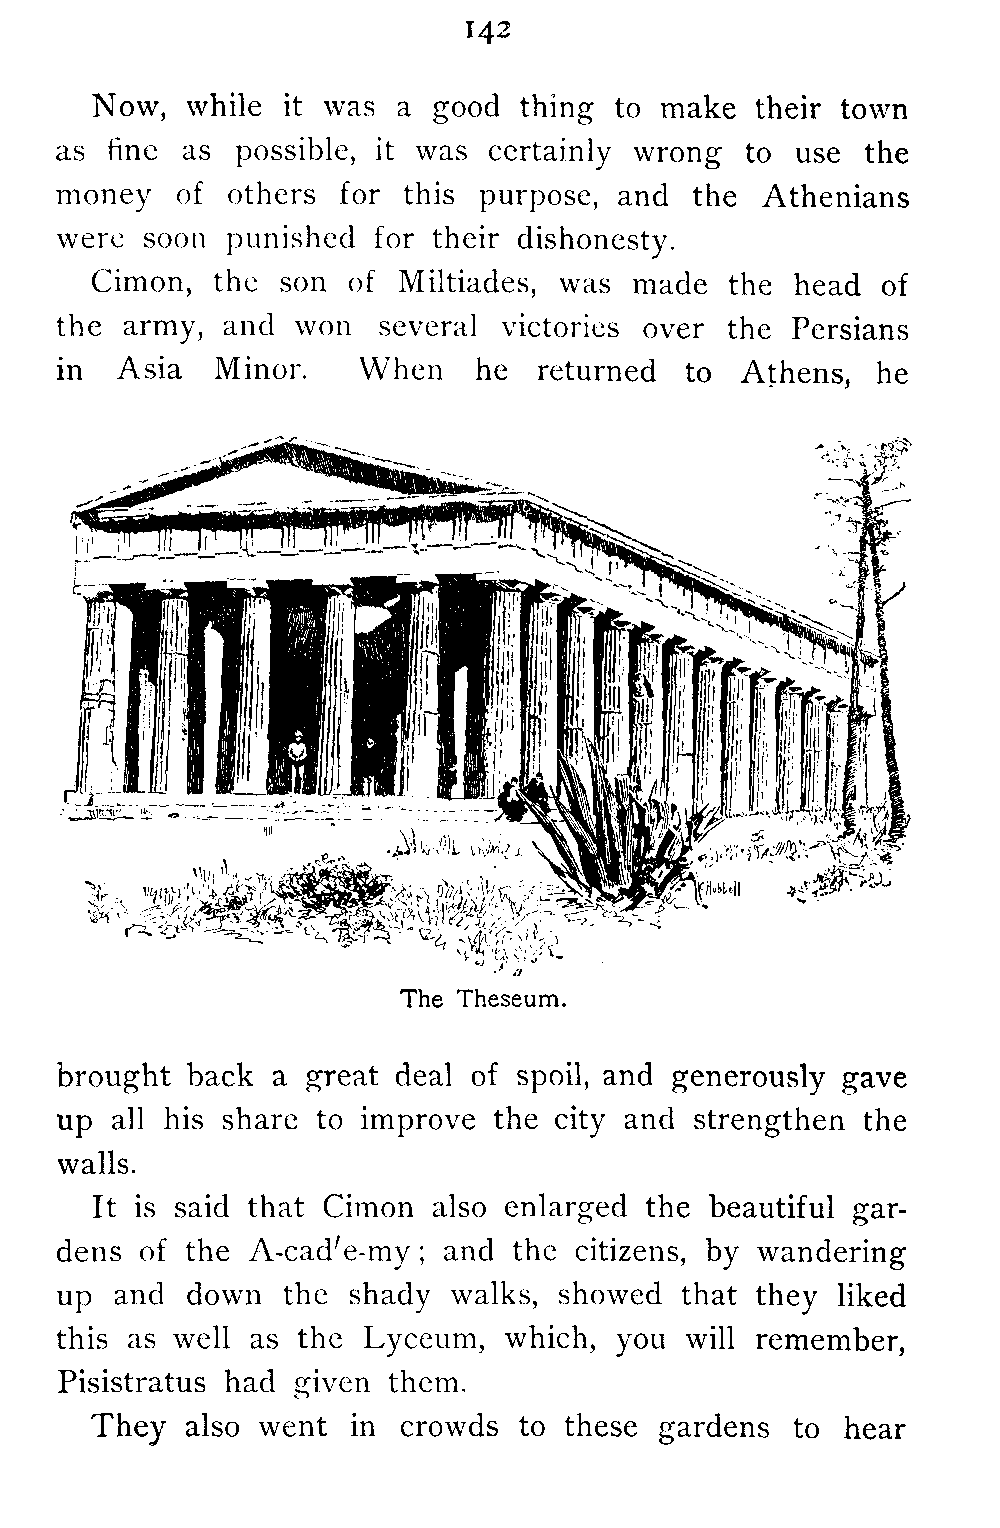 142
Now, while it was a good thing to make their town
as fine as possible, it was certainly wrong to use the
money of others for this purpose, and the Athenians
were soon punished for their dishonesty.
Cimon, the son of Miltiades, was made the head of
the army, and won several victories over the Persians
in Asia Minor. When he returned to Athens, he
Hubbell
The Theseum.
brought back a great deal of spoil, and generously gave
up all his share to improve the city and strengthen the
walls.
It is said that Cimon also enlarged the beautiful gar-
dens of the A-cad'e-my; and the citizens, by wandering
up and down the shady walks, showed that they liked
this as well as the Lyceum, which, you will remember,
Pisistratus had given them.
They also went in crowds to these gardens to hear